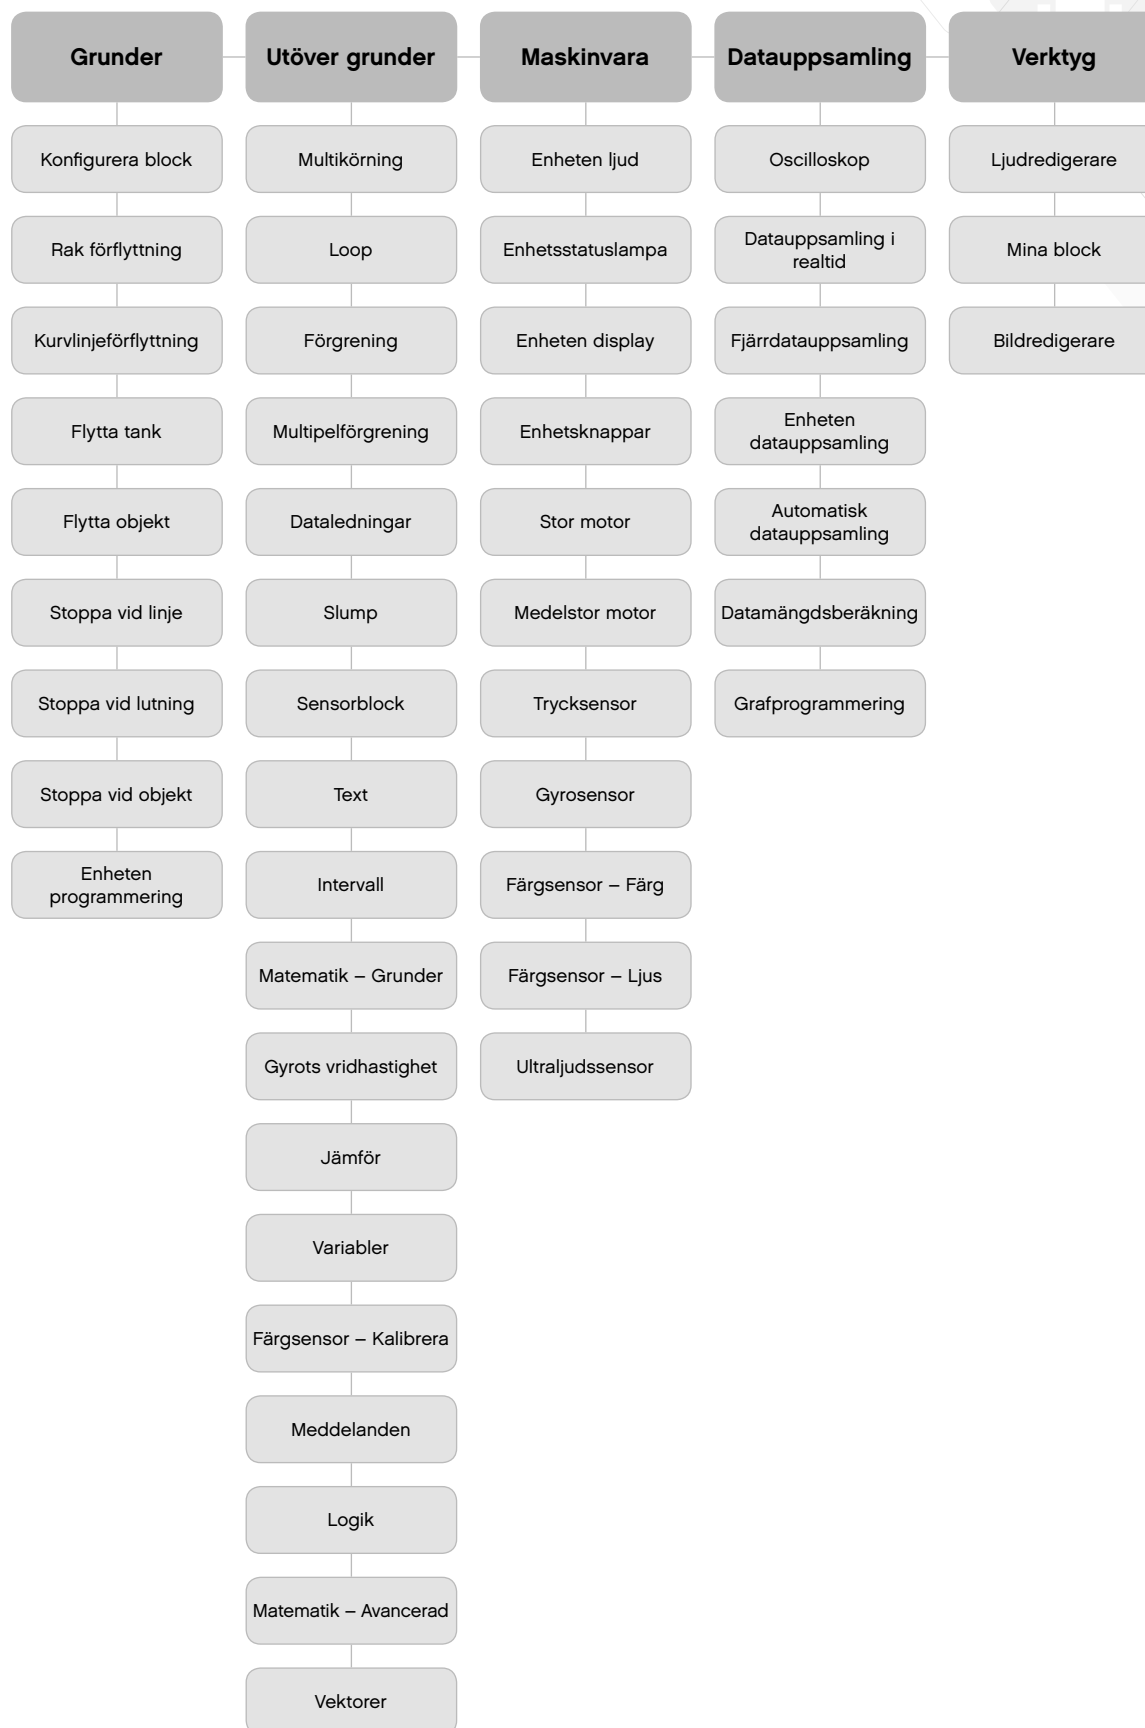 Grunder
Konfigurera block
Rak förflyttning
Kurvlinjeförflyttning
Flytta tank
Flytta objekt
Stoppa vid linje
Stoppa vid lutning
Stoppa vid objekt
Enheten
programmering
Utöver grunder
Multikörning
Loop
Förgrening
Multipelförgrening
Dataledningar
Slump
Sensorblock
Text
Intervall
Matematik – Grunder
Gyrots vridhastighet
Jämför
Variabler
Färgsensor – Kalibrera
Meddelanden
Logik
Matematik – Avancerad
Vektorer
Maskinvara
Enheten ljud
Enhetsstatuslampa
Enheten display
Enhetsknappar
Stor motor
Medelstor motor
Trycksensor
Gyrosensor
Färgsensor – Färg
Färgsensor – Ljus
Ultraljudssensor
Datauppsamling
Oscilloskop
Datauppsamling i
realtid
Fjärrdatauppsamling
Enheten
datauppsamling
Automatisk
datauppsamling
Datamängdsberäkning
Grafprogrammering
Verktyg
Ljudredigerare
Mina block
Bildredigerare